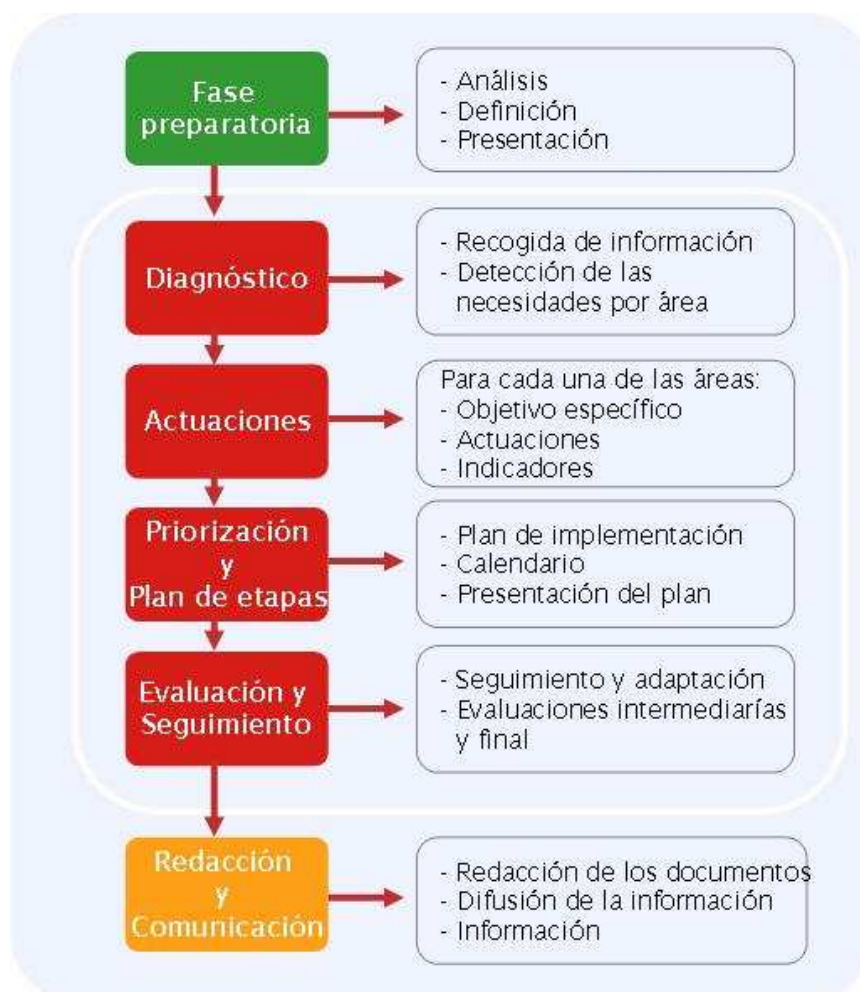 Fase
preparatoria
- Análisis
- Definición
- Presentación
Diagnóstico
- Recogida de información
- Detección de las
necesidades por área
Actuaciones
Para cada una de las áreas:
- Objetivo específico
- Actuaciones
- Indicadores
Priorización
y
Plan de etapas
- Plan de implementación
- Calendario
- Presentación del plan
Evaluación y
Seguimiento
- Seguimiento y adaptación
- Evaluaciones intermediarías
y final
Redacción
y
Comunicación
- Redacción de los documentos
- Difusión de la información
- Información